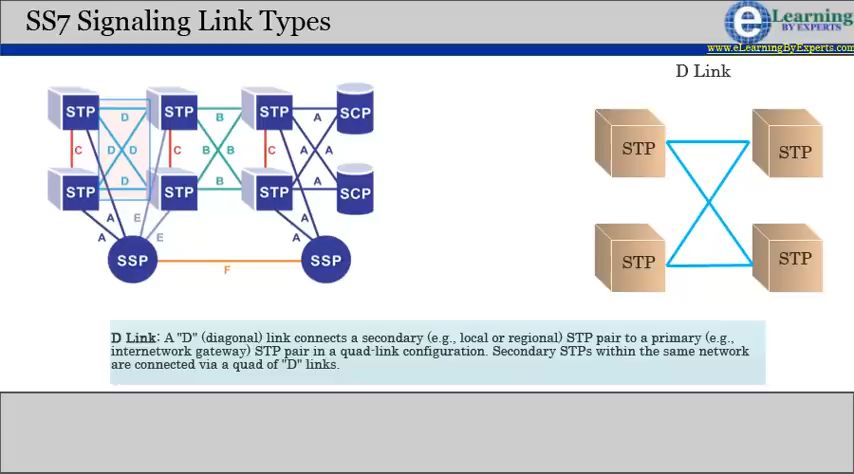 SS7 Signaling Link Types
eLearning
BY EXPERTS
www.eLearningByExperts.com
D Link
STP D STP B STP A SCP
C D D C B B C A A
STP D STP B STP A SCP
A E A
A E A
SSP F SSP
STP STP
STP STP
D Link: A "D" (diagonal) link connects a secondary (e.g., local or regional) STP pair to a primary (e.g.,
internetwork gateway) STP pair in a quad-link configuration. Secondary STPs within the same network
are connected via a quad of "D" links.